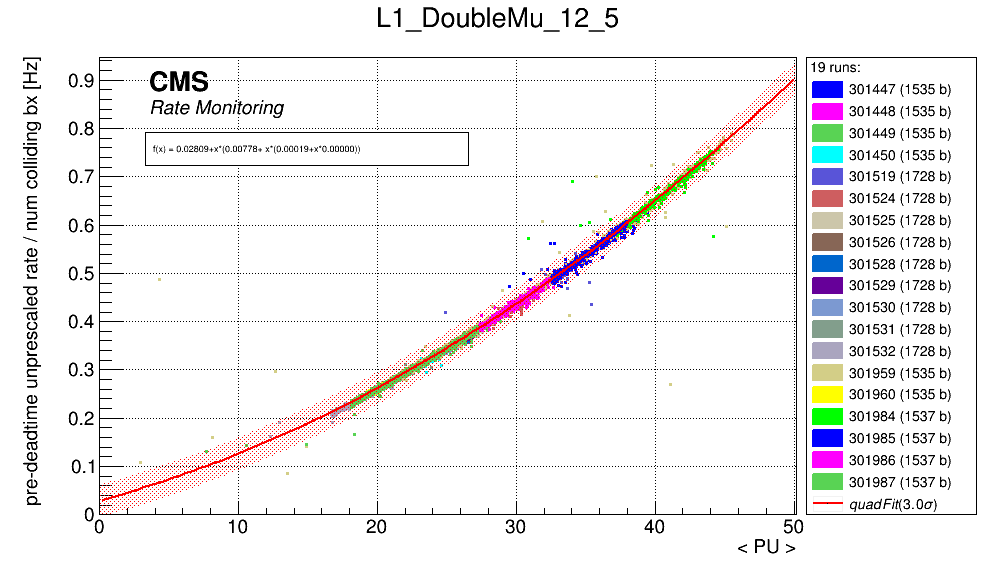 L1_DoubleMu_12_5
pre-deadtime unprescaled rate / num colliding bx [Hz]
CMS
Rate Monitoring
f(x) = 0.02809+x*(0.00778+ x*(0.00019+x*0.00000))
0.9
0.8
0.7
0.6
0.5
0.4
0.3
0.2
0.1
0
0
10
20
30
40
50
< PU >
19 runs:
301447 (1535 b)
301448 (1535 b)
301449 (1535 b)
301450 (1535 b)
301519 (1728 b)
301524 (1728 b)
301525 (1728 b)
301526 (1728 b)
301528 (1728 b)
301529 (1728 b)
301530 (1728 b)
301531 (1728 b)
301532 (1728 b)
301959 (1535 b)
301960 (1535 b)
301984 (1537 b)
301985 (1537 b)
301986 (1537 b)
301987 (1537 b)
quadFit(3.0σ)